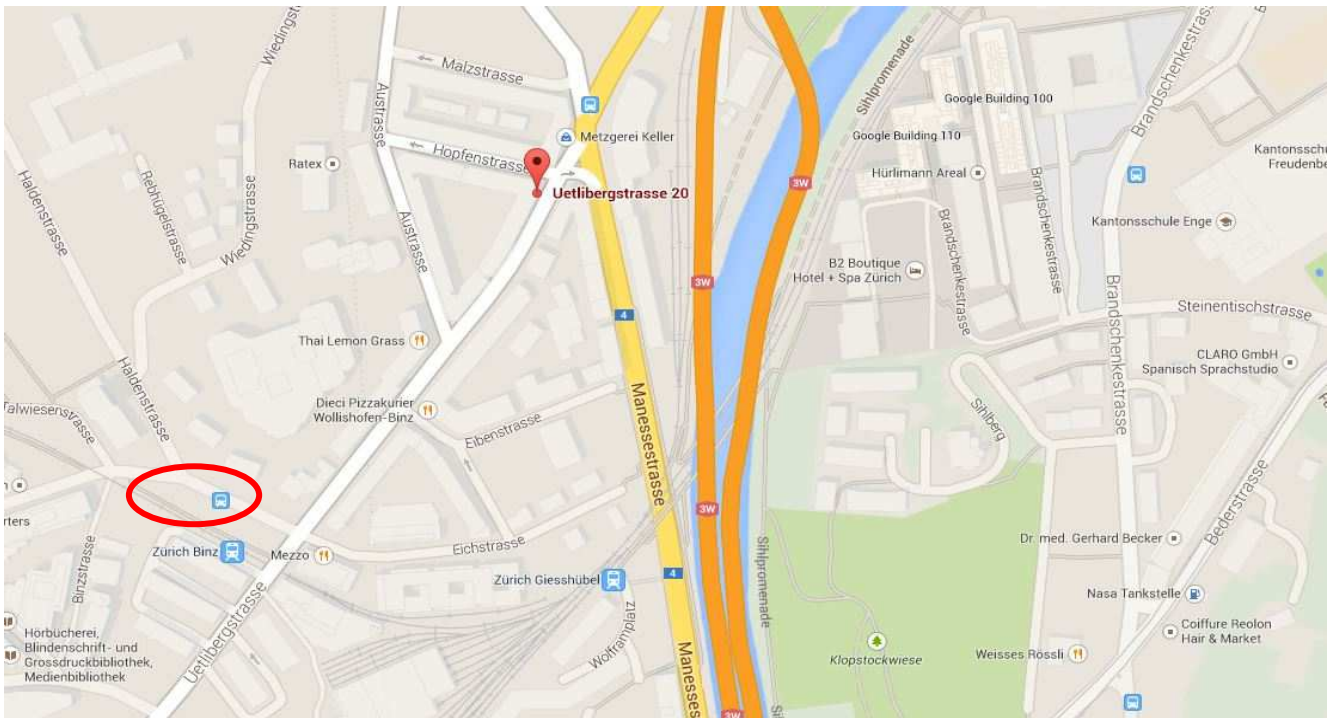 Wiedingstrasse
Malzstrasse
Austrasse
Metzgerei Keller
Hopfenstrasse
Ratex
Uetlibergstrasse 20
Haldenstrasse
Rebhügelstrasse
Wiedingstrasse
Austrasse
Sihlpromenade
Google Building 100
Google Building 110
Hürlimann Areal
Brandschenkestrasse
3W
Kantonsschule Enge
Brandschenkestrasse
Brandschenkestrasse
B2 Boutique
Hotel + Spa Zürich
3W
4
Steinentischstrasse
Brandschenkestrasse
Thai Lemon Grass
CLARO GmbH
Spanisch Sprachstudio
Haldenstrasse
Dieci Pizzakurier
Wollishofen-Binz
Manessestrasse
Sihlberg
Talwiesenstrasse
Eibenstrasse
Bederstrasse
3W
Zürich Binz
Mezzo
Eichstrasse
Dr. med. Gerhard Becker
Binzstrasse
Zürich Giesshübel
4
Sihlpromenade
Nasa Tankstelle
Uetlibergstrasse
Wolframplatz
Coiffure Reolon
Hair & Market
Hörbücherei,
Blindenschrift- und
Grossdruckbibliothek,
Medienbibliothek
Klopstockwiese
Weisses Rössli
3W